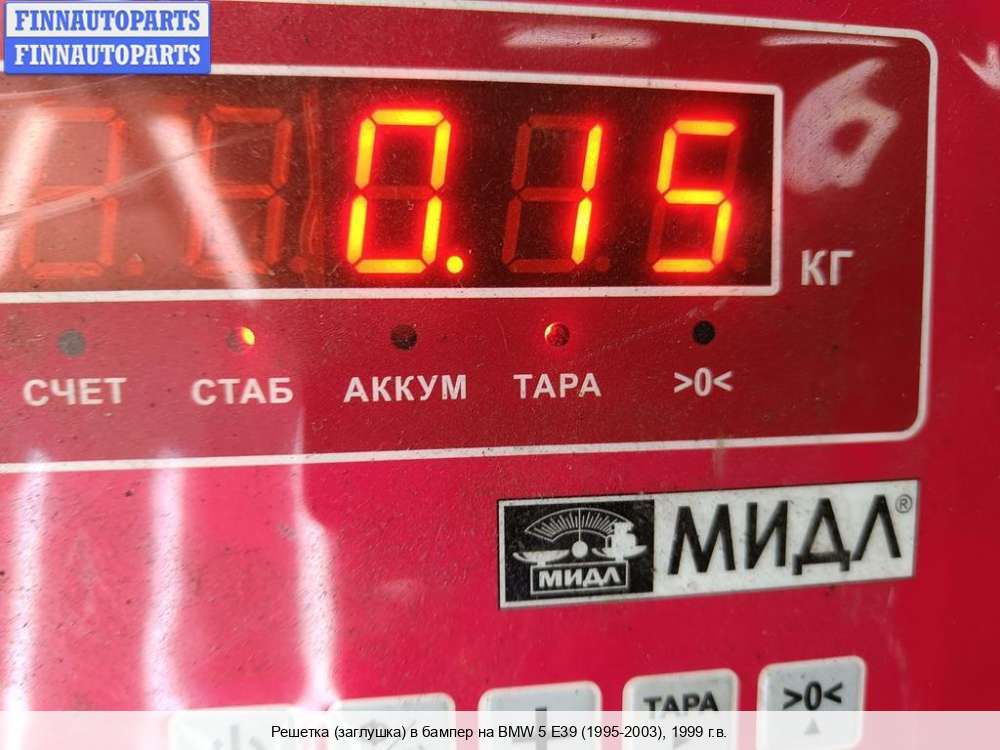 FINNAUTOPARTS
FINNAUTOPARTS
0.15
КГ
СЧЕТ СТАБ АККУМ ТАРА >0<
МИДЛ МИДЛ®
ТАРА >0<
Решетка (заглушка) в бампер на BMW 5 E39 (1995-2003), 1999 г.в.